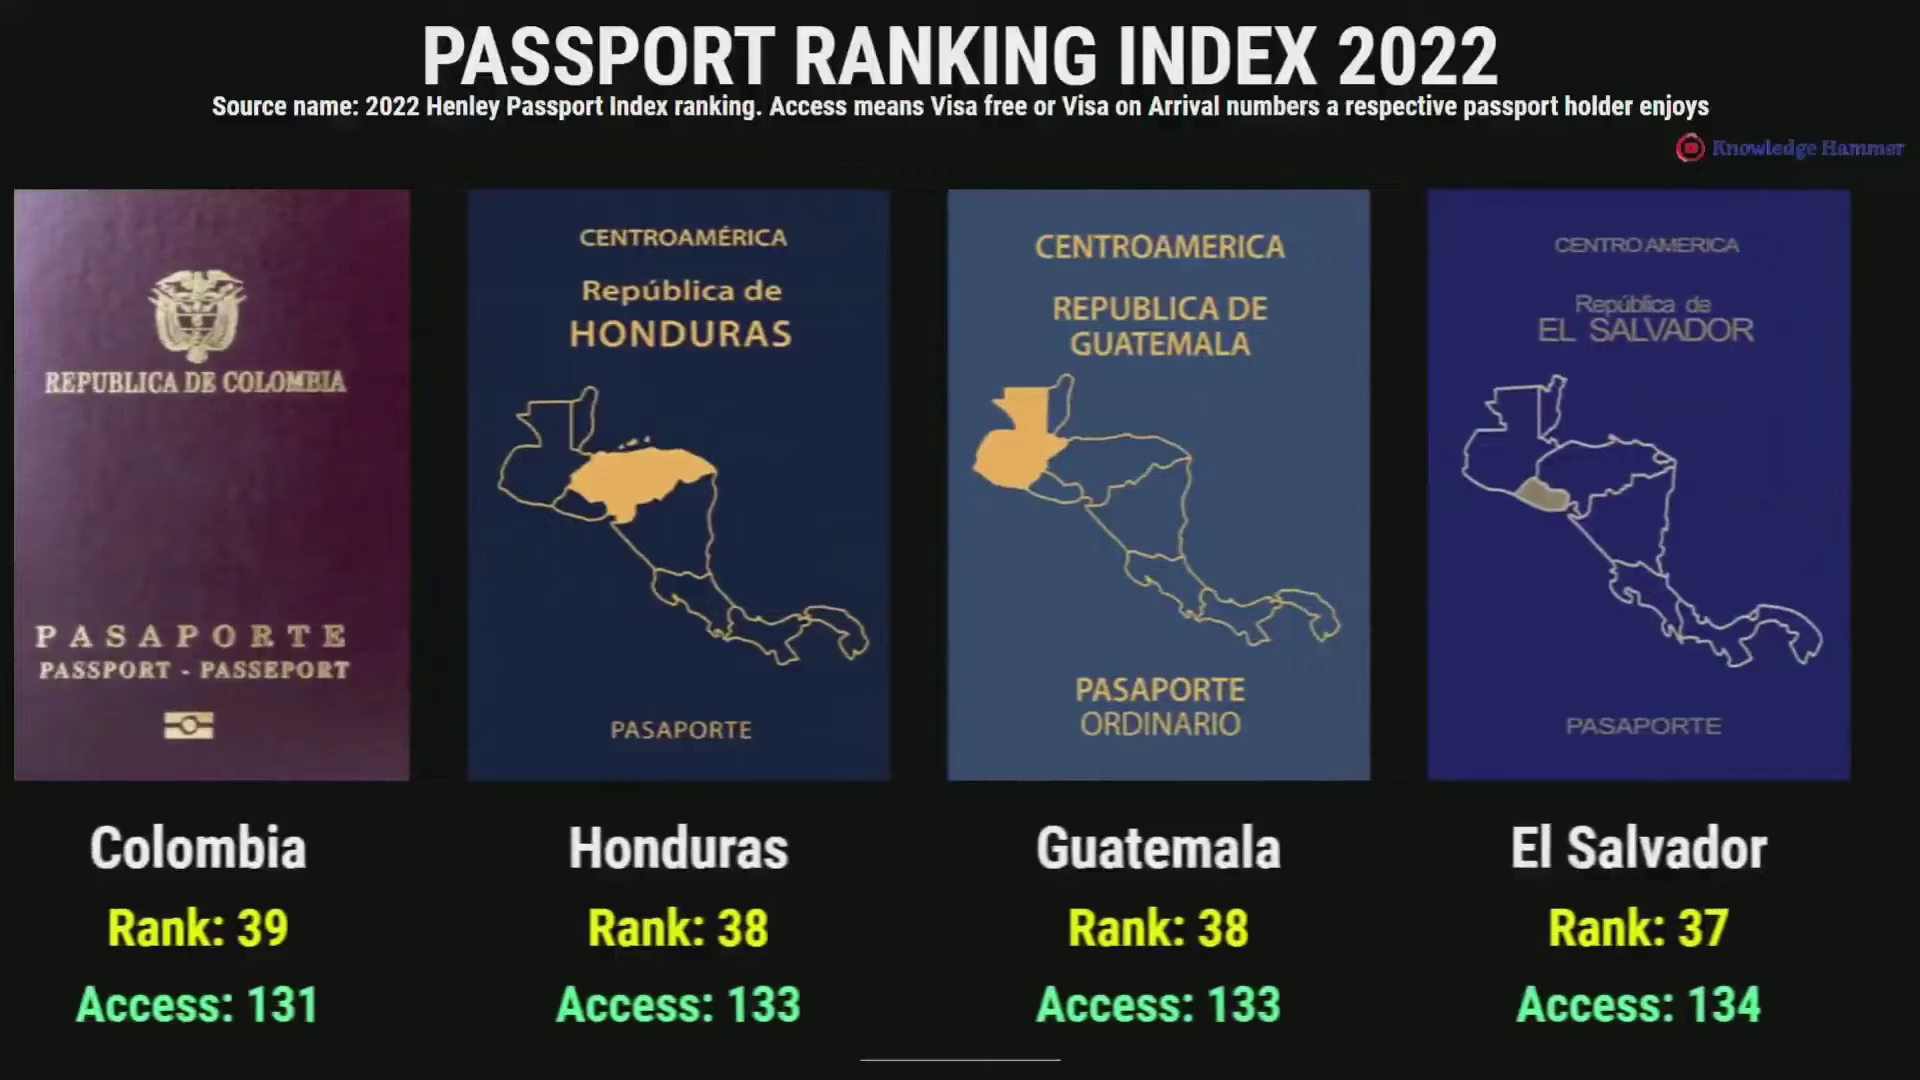 PASSPORT RANKING INDEX 2022
Source name: 2022 Henley Passport Index ranking. Access means Visa free or Visa on Arrival numbers a respective passport holder enjoys
Knowledge Hammer
REPUBLICA DE COLOMBIA
PASAPORTE
PASSPORT - PASSEPORT
CENTROAMÉRICA
República de
HONDURAS
PASAPORTE
CENTROAMERICA
REPUBLICA DE
GUATEMALA
PASAPORTE
ORDINARIO
CENTRO AMERICA
República de
EL SALVADOR
PASAPORTE
Colombia
Rank: 39
Access: 131
Honduras
Rank: 38
Access: 133
Guatemala
Rank: 38
Access: 133
El Salvador
Rank: 37
Access: 134